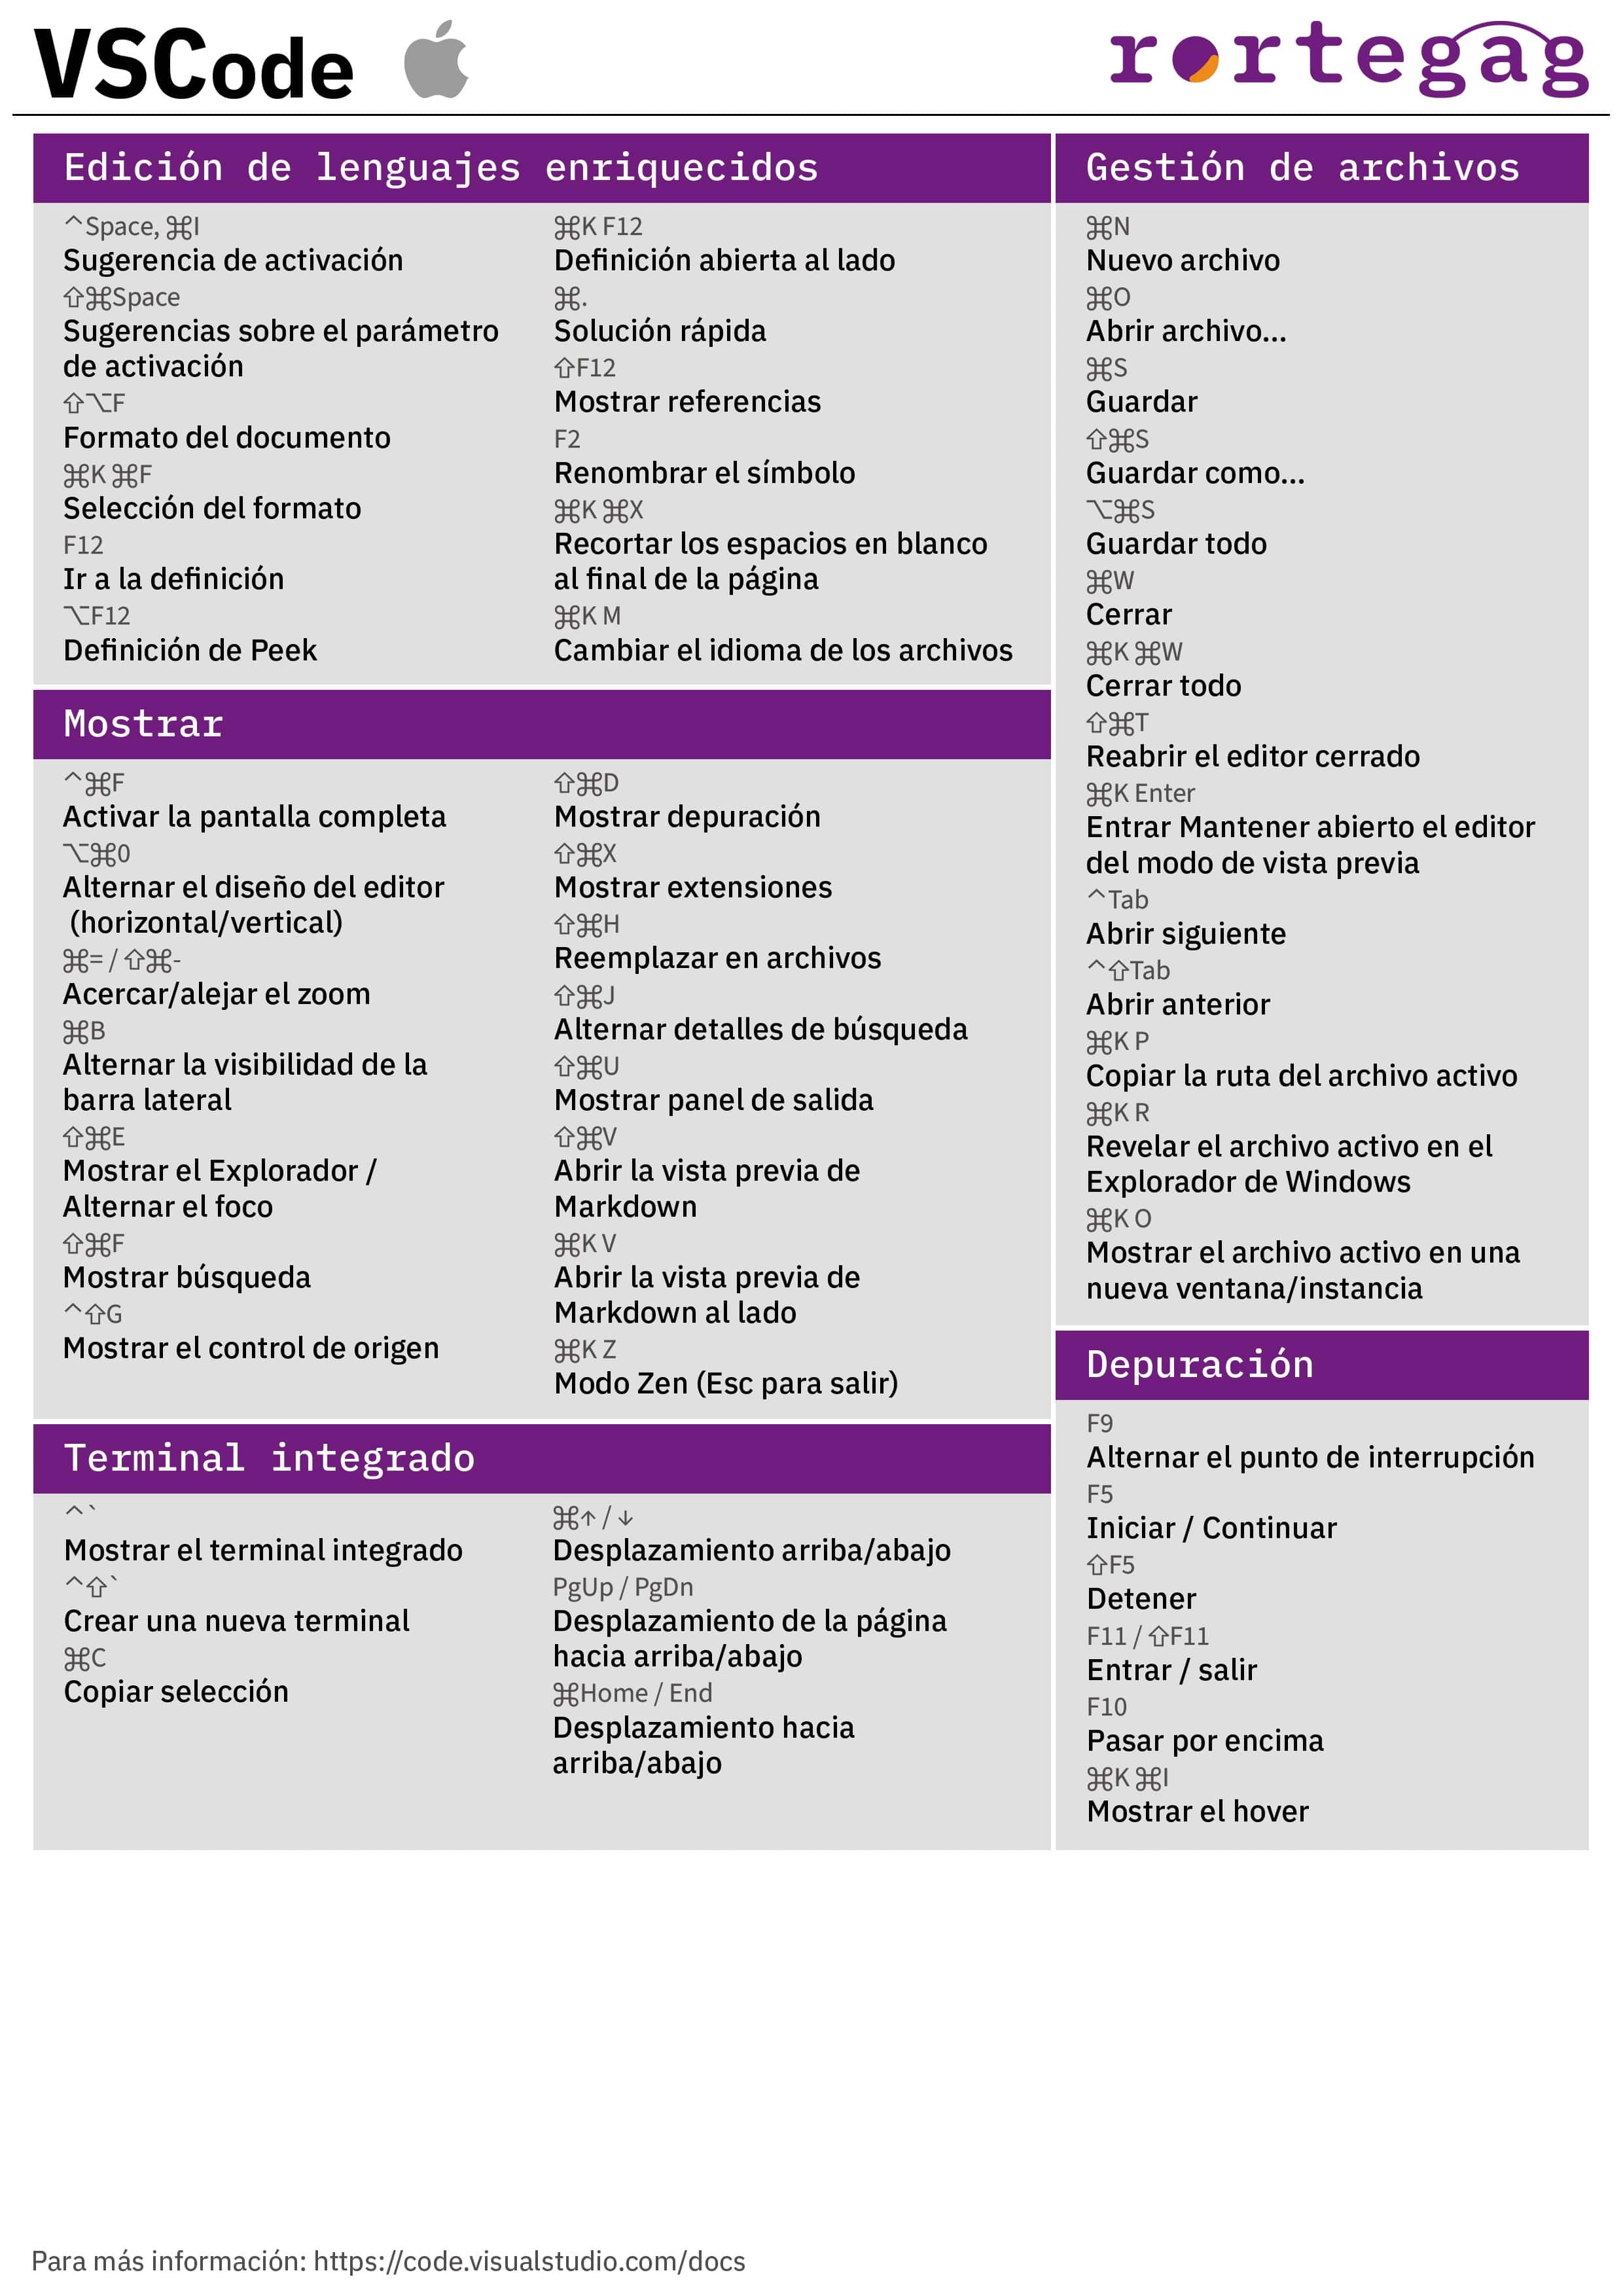 VSCode
rortegag
Edición de lenguajes enriquecidos
^Space, ⌘I
Sugerencia de activación
⇧⌘Space
Sugerencias sobre el parámetro
de activación
⇧⌥F
Formato del documento
⌘K ⌘F
Selección del formato
F12
Ir a la definición
⌥F12
Definición de Peek
⌘K F12
Definición abierta al lado
⌘.
Solución rápida
⇧F12
Mostrar referencias
F2
Renombrar el símbolo
⌘K ⌘X
Recortar los espacios en blanco
al final de la página
⌘K M
Cambiar el idioma de los archivos
Mostrar
^⌘F
Activar la pantalla completa
⌥⌘0
Alternar el diseño del editor
(horizontal/vertical)
⌘= / ⇧⌘-
Acercar/alejar el zoom
⌘B
Alternar la visibilidad de la
barra lateral
⇧⌘E
Mostrar el Explorador /
Alternar el foco
⇧⌘F
Mostrar búsqueda
^⇧G
Mostrar el control de origen
⇧⌘D
Mostrar depuración
⇧⌘X
Mostrar extensiones
⇧⌘H
Reemplazar en archivos
⇧⌘J
Alternar detalles de búsqueda
⇧⌘U
Mostrar panel de salida
⇧⌘V
Abrir la vista previa de
Markdown
⌘K V
Abrir la vista previa de
Markdown al lado
⌘K Z
Modo Zen (Esc para salir)
Terminal integrado
^`
Mostrar el terminal integrado
^⇧`
Crear una nueva terminal
⌘C
Copiar selección
⌘↑ / ↓
Desplazamiento arriba/abajo
PgUp / PgDn
Desplazamiento de la página
hacia arriba/abajo
⌘Home / End
Desplazamiento hacia
arriba/abajo
Gestión de archivos
⌘N
Nuevo archivo
⌘O
Abrir archivo...
⌘S
Guardar
⇧⌘S
Guardar como...
⌥⌘S
Guardar todo
⌘W
Cerrar
⌘K ⌘W
Cerrar todo
⇧⌘T
Reabrir el editor cerrado
⌘K Enter
Entrar Mantener abierto el editor
del modo de vista previa
^Tab
Abrir siguiente
^⇧Tab
Abrir anterior
⌘K P
Copiar la ruta del archivo activo
⌘K R
Revelar el archivo activo en el
Explorador de Windows
⌘K O
Mostrar el archivo activo en una
nueva ventana/instancia
Depuración
F9
Alternar el punto de interrupción
F5
Iniciar / Continuar
⇧F5
Detener
F11 / ⇧F11
Entrar / salir
F10
Pasar por encima
⌘K ⌘I
Mostrar el hover
Para más información: https://code.visualstudio.com/docs